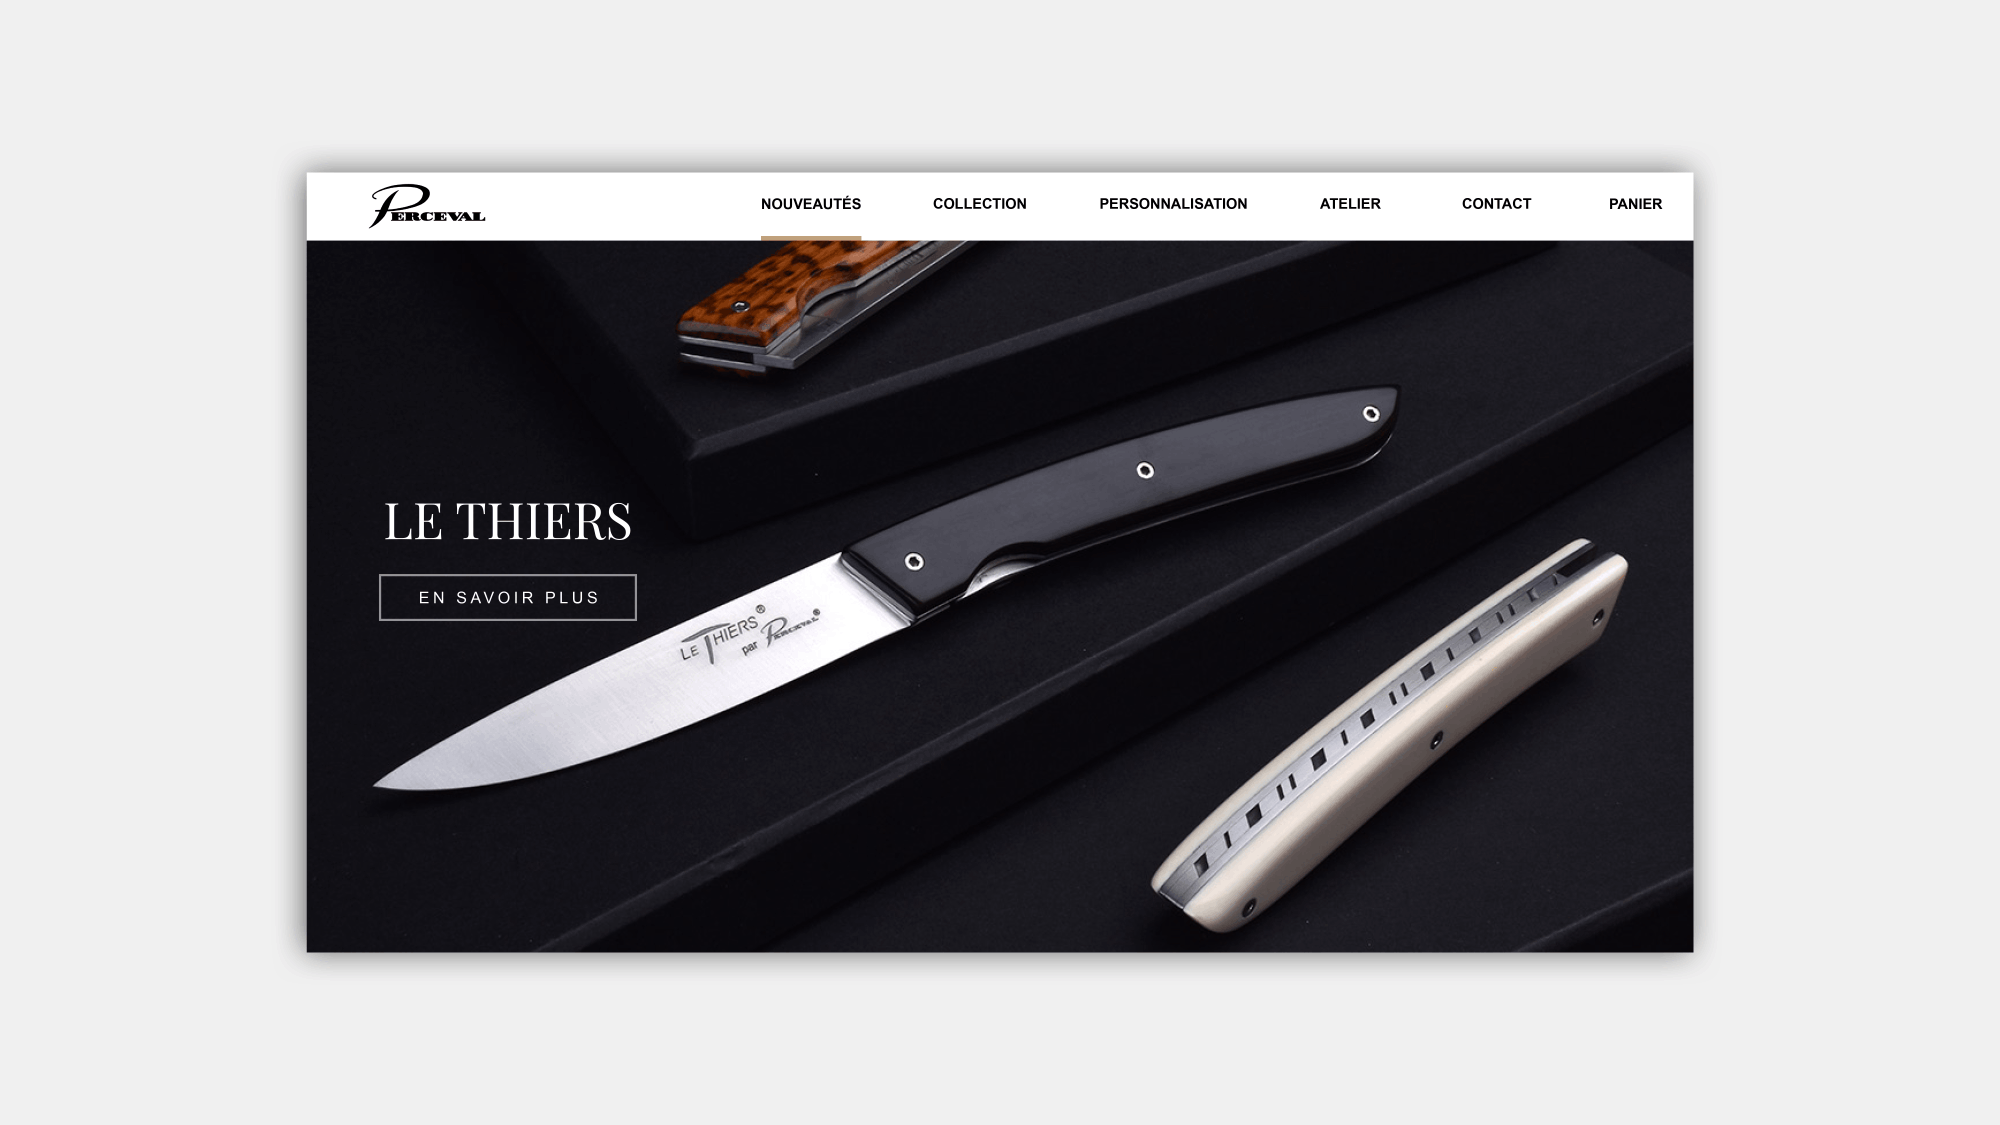 PERCEVAL
NOUVEAUTÉS
COLLECTION
PERSONNALISATION
ATELIER
CONTACT
PANIER
LE THIERS
EN SAVOIR PLUS
LE THIERS®
par PERCEVAL®